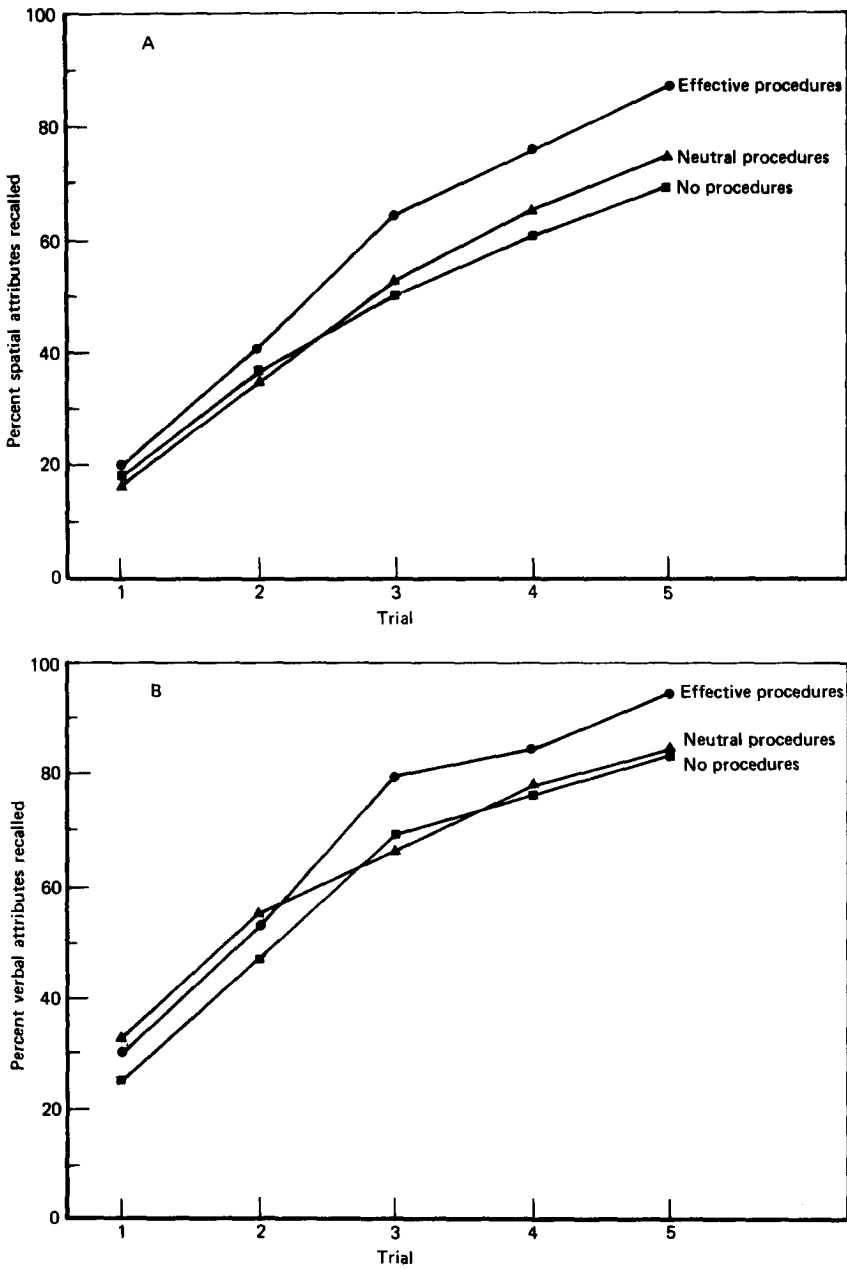 100
A
Effective procedures
80
Neutral procedures
No procedures
60
40
20
0
1 2 3 4 5
Trial
Percent spatial attributes recalled
100
B
Effective procedures
Neutral procedures
80
No procedures
60
40
20
0
1 2 3 4 5
Trial
Percent verbal attributes recalled